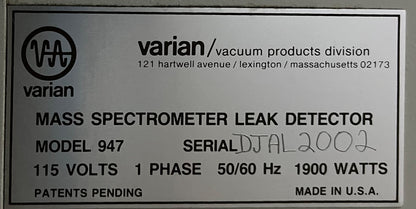 varian/vacuum products division
121 hartwell avenue / lexington / massachusetts 02173
VA
varian
MASS SPECTROMETER LEAK DETECTOR
MODEL 947 SERIAL DJAL2002
115 VOLTS 1 PHASE 50/60 Hz 1900 WATTS
PATENTS PENDING MADE IN U.S.A.